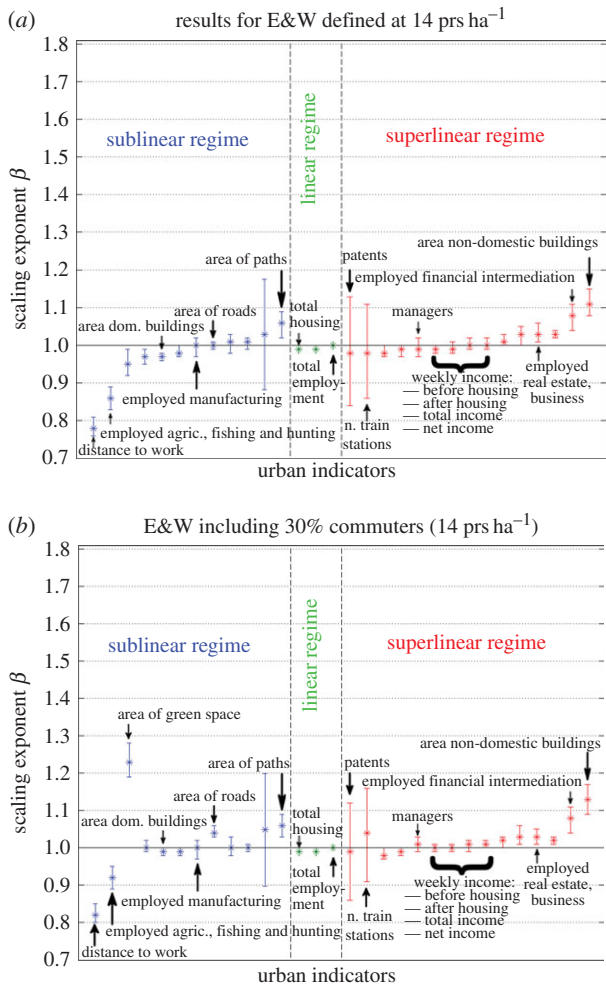 (a) results for E&W defined at 14 prs ha⁻¹
1.8
1.7
1.6
1.5
1.4
1.3
1.2
1.1
1.0
0.9
0.8
0.7
scaling exponent β
sublinear regime
linear regime
superlinear regime
area of paths
area of roads
area dom. buildings
employed manufacturing
employed agric., fishing and hunting
distance to work
total
housing
total
employ-
ment
patents
area non-domestic buildings
employed financial intermediation
managers
n. train
stations
weekly income:
— before housing
— after housing
— total income
— net income
employed
real estate,
business
urban indicators
(b) E&W including 30% commuters (14 prs ha⁻¹)
1.8
1.7
1.6
1.5
1.4
1.3
1.2
1.1
1.0
0.9
0.8
0.7
scaling exponent β
sublinear regime
linear regime
superlinear regime
area of green space
area of paths
area of roads
area dom. buildings
employed manufacturing
employed agric., fishing and hunting
distance to work
total
housing
total
employ-
ment
patents
area non-domestic buildings
employed financial intermediation
managers
n. train
stations
weekly income:
— before housing
— after housing
— total income
— net income
employed
real estate,
business
urban indicators